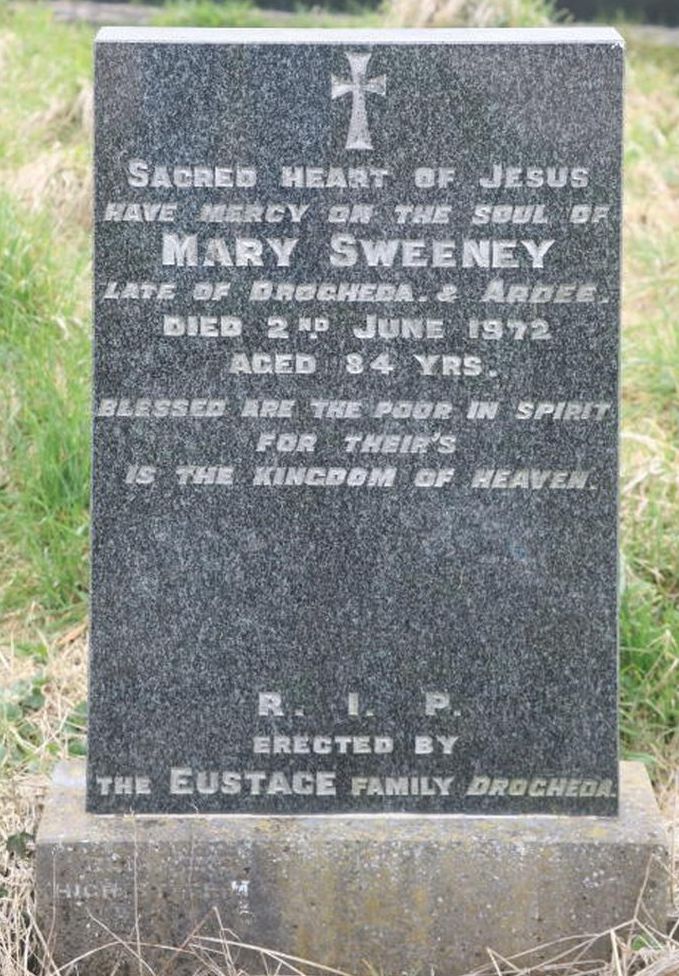 SACRED HEART OF JESUS
HAVE MERCY ON THE SOUL OF
MARY SWEENEY
LATE OF DROGHEDA. & ARDEE.
DIED 2ND JUNE 1972
AGED 84 YRS.
BLESSED ARE THE POOR IN SPIRIT
FOR THEIR'S
IS THE KINGDOM OF HEAVEN.
R. I. P.
ERECTED BY
THE EUSTACE FAMILY DROGHEDA.
HIGH